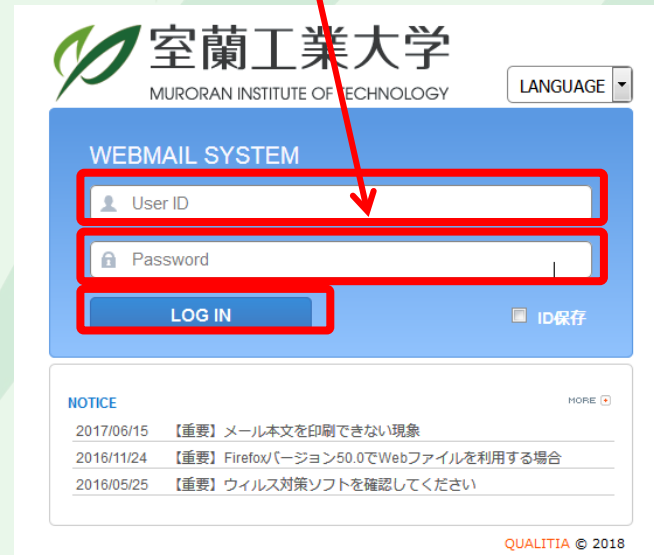 室蘭工業大学
MURORAN INSTITUTE OF TECHNOLOGY
LANGUAGE
WEBMAIL SYSTEM
User ID
Password
LOG IN
ID保存
NOTICE
MORE
2017/06/15 【重要】メール本文を印刷できない現象
2016/11/24 【重要】Firefoxバージョン50.0でWebファイルを利用する場合
2016/05/25 【重要】ウィルス対策ソフトを確認してください
QUALITIA © 2018